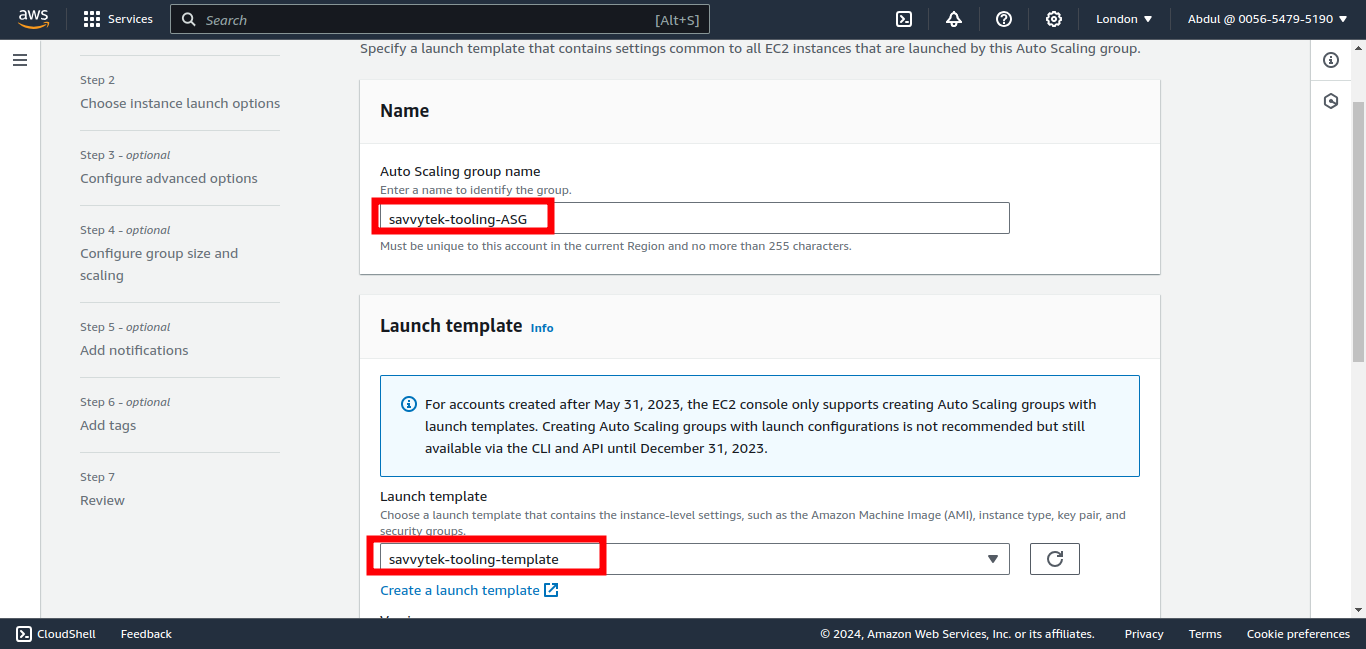 aws
Services
Search
[Alt+S]
London
Abdul @ 0056-5479-5190
Specify a launch template that contains settings common to all EC2 instances that are launched by this Auto Scaling group.
Step 2
Choose instance launch options
Step 3 - optional
Configure advanced options
Step 4 - optional
Configure group size and
scaling
Step 5 - optional
Add notifications
Step 6 - optional
Add tags
Step 7
Review
Name
Auto Scaling group name
Enter a name to identify the group.
savvytek-tooling-ASG
Must be unique to this account in the current Region and no more than 255 characters.
Launch template Info
For accounts created after May 31, 2023, the EC2 console only supports creating Auto Scaling groups with
launch templates. Creating Auto Scaling groups with launch configurations is not recommended but still
available via the CLI and API until December 31, 2023.
Launch template
Choose a launch template that contains the instance-level settings, such as the Amazon Machine Image (AMI), instance type, key pair, and
security groups.
savvytek-tooling-template
Create a launch template
CloudShell
Feedback
© 2024, Amazon Web Services, Inc. or its affiliates.
Privacy
Terms
Cookie preferences